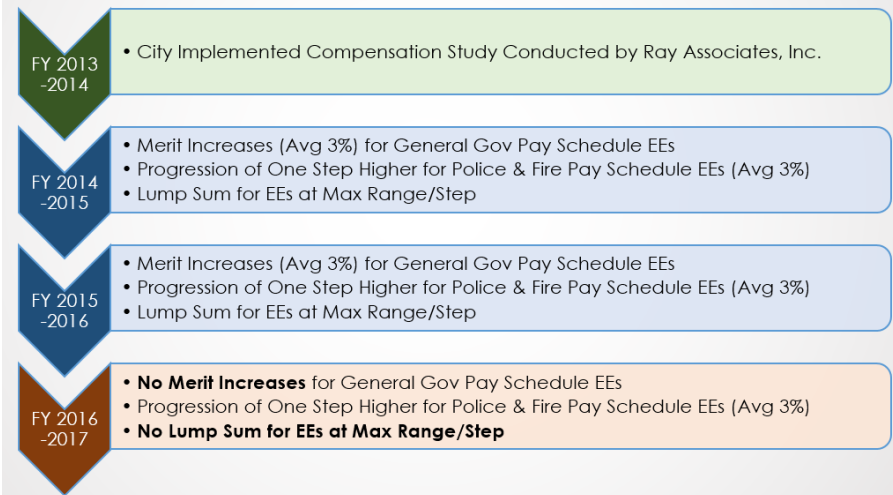 FY 2013
-2014
• City Implemented Compensation Study Conducted by Ray Associates, Inc.
FY 2014
-2015
• Merit Increases (Avg 3%) for General Gov Pay Schedule EEs
• Progression of One Step Higher for Police & Fire Pay Schedule EEs (Avg 3%)
• Lump Sum for EEs at Max Range/Step
FY 2015
-2016
• Merit Increases (Avg 3%) for General Gov Pay Schedule EEs
• Progression of One Step Higher for Police & Fire Pay Schedule EEs (Avg 3%)
• Lump Sum for EEs at Max Range/Step
FY 2016
-2017
• No Merit Increases for General Gov Pay Schedule EEs
• Progression of One Step Higher for Police & Fire Pay Schedule EEs (Avg 3%)
• No Lump Sum for EEs at Max Range/Step